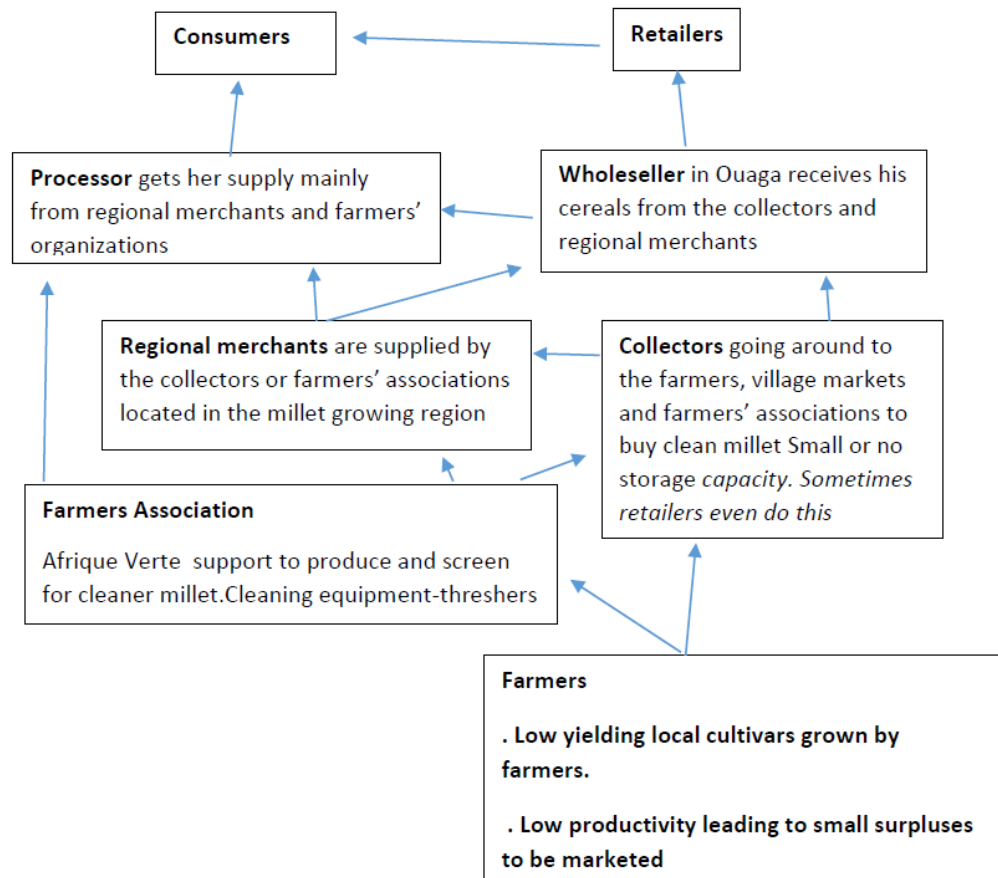 Consumers
Retailers
Processor gets her supply mainly
from regional merchants and farmers’
organizations
Wholeseller in Ouaga receives his
cereals from the collectors and
regional merchants
Regional merchants are supplied by
the collectors or farmers’ associations
located in the millet growing region
Collectors going around to
the farmers, village markets
and farmers’ associations to
buy clean millet Small or no
storage capacity. Sometimes
retailers even do this
Farmers Association
Afrique Verte  support to produce and screen
for cleaner millet.Cleaning equipment-threshers
Farmers
. Low yielding local cultivars grown by
farmers.
. Low productivity leading to small surpluses
to be marketed